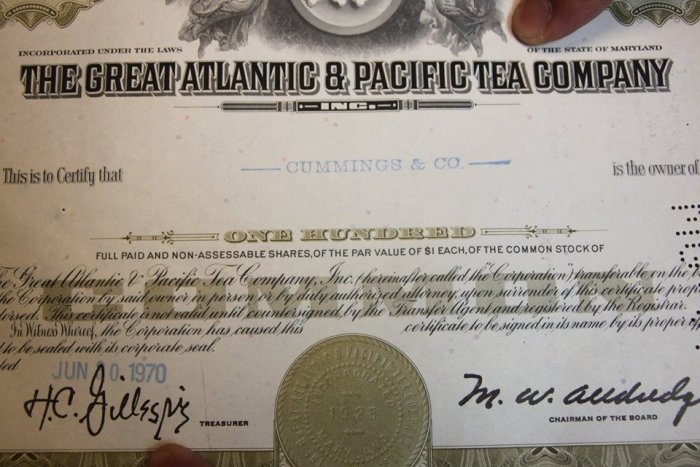 INCORPORATED UNDER THE LAWS OF THE STATE OF MARYLAND
THE GREAT ATLANTIC & PACIFIC TEA COMPANY
INC.
This is to Certify that CUMMINGS & CO. is the owner of
ONE HUNDRED
FULL PAID AND NON-ASSESSABLE SHARES, OF THE PAR VALUE OF $1 EACH, OF THE COMMON STOCK OF
The Great Atlantic & Pacific Tea Company, Inc. (hereinafter called the "Corporation") transferable on the
the Corporation by said owner in person or by duly authorized attorney, upon surrender of this certificate
This certificate is not valid until countersigned by the Transfer Agent and registered by the Registrar.
In Witness Whereof, the Corporation has caused this certificate to be signed in its name, by its proper
to be sealed with its corporate seal.
JUN 1970
H.C. Gillespie
TREASURER
1925
M. W. Alldredge
CHAIRMAN OF THE BOARD